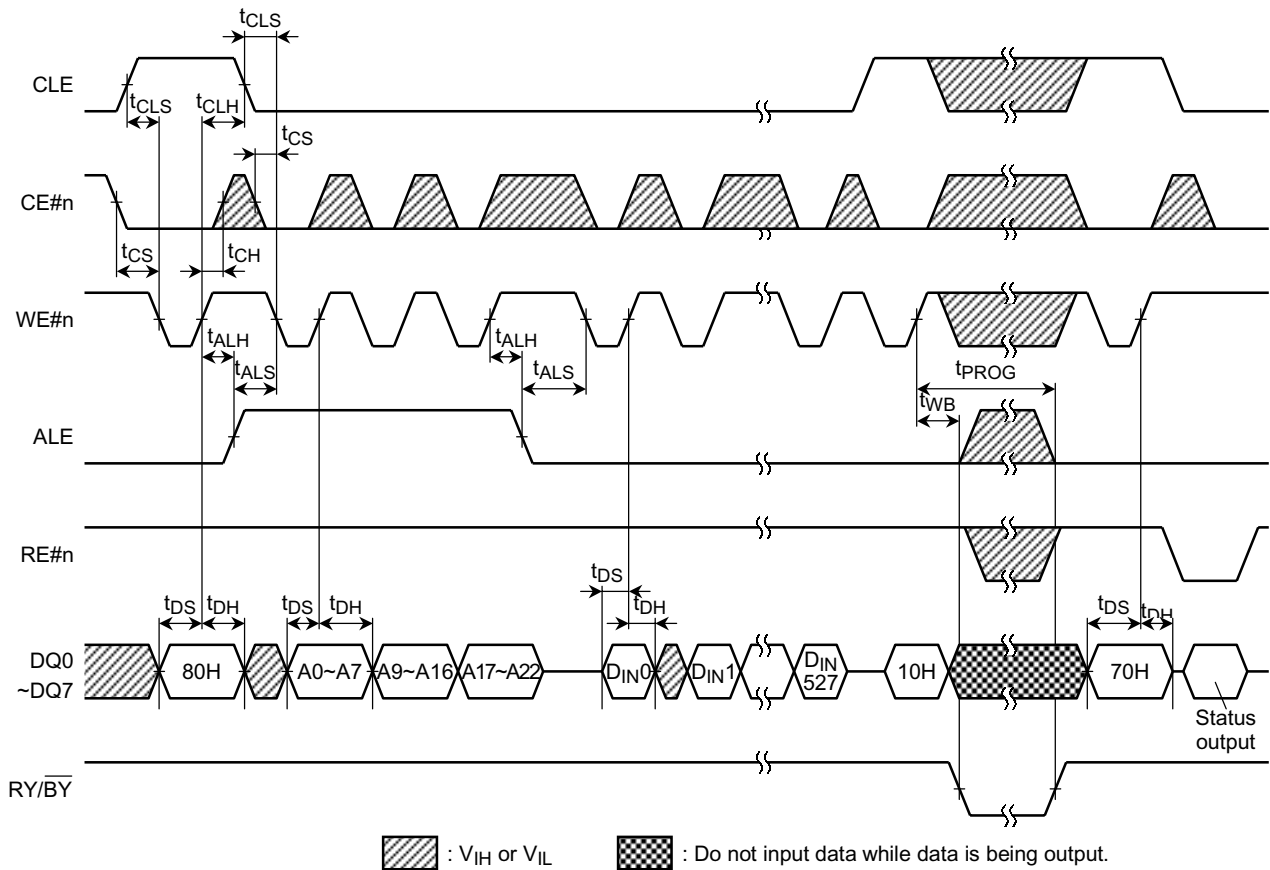 tCLS
CLE
tCLS
tCLH
tCS
CE#n
tCS
tCH
WE#n
tALH
tALS
tALH
tALS
tPROG
tWB
ALE
RE#n
tDS
tDH
tDS
tDH
tDS
tDH
tDS
tDH
DQ0
~DQ7
80H
A0~A7
A9~A16
A17~A22
DIN0
DIN1
DIN
527
10H
70H
Status
output
RY/BY
: VIH or VIL
: Do not input data while data is being output.